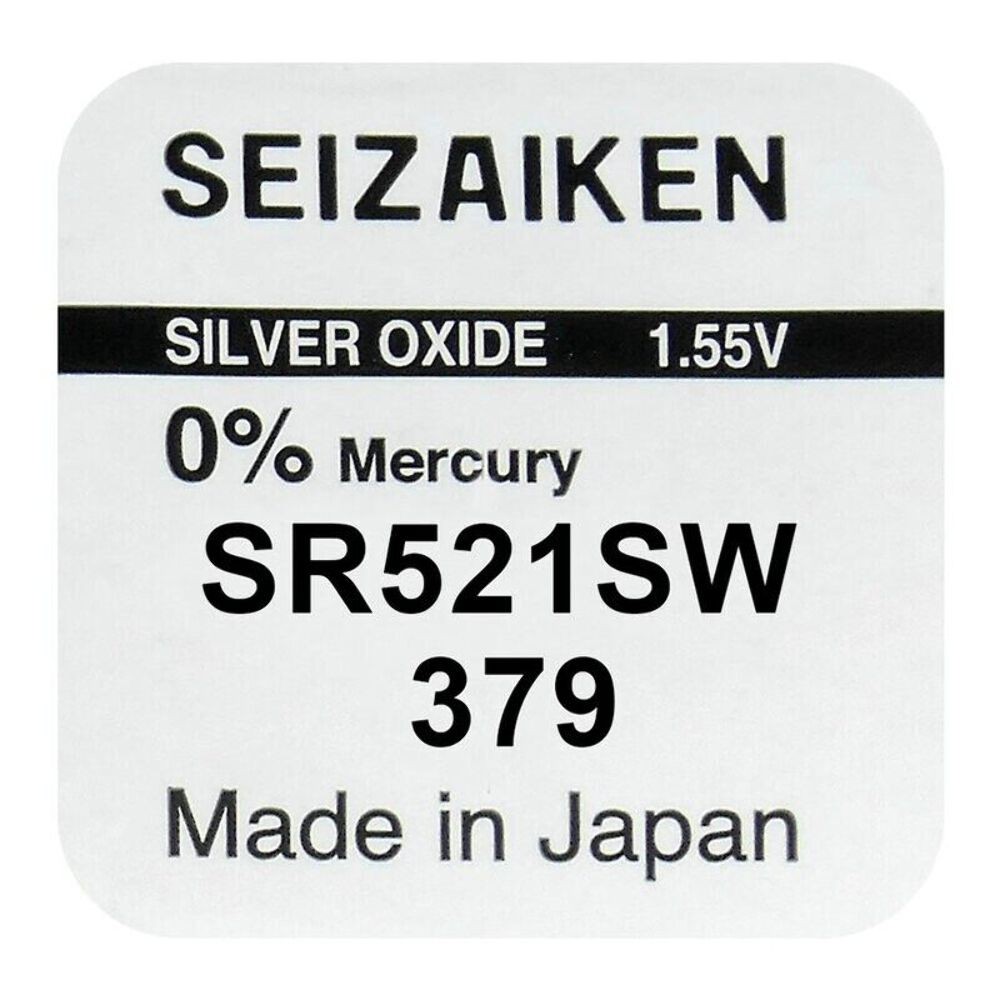 SEIZAIKEN
SILVER OXIDE 1.55V
0% Mercury
SR521SW
379
Made in Japan